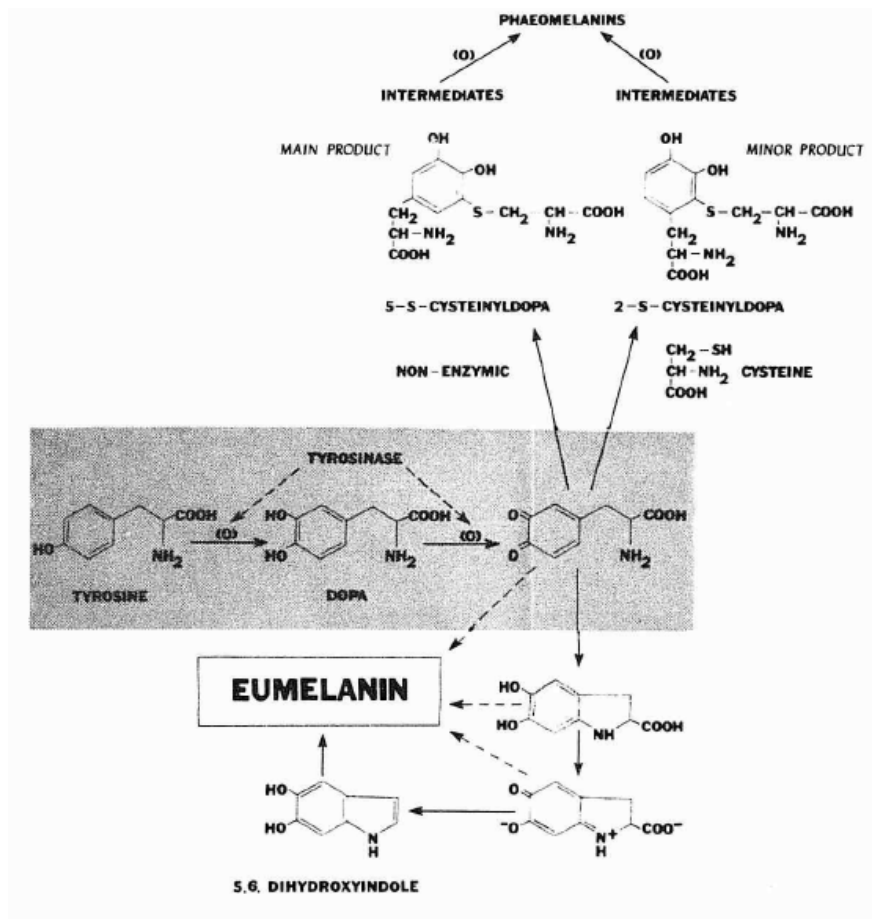 PHAEOMELANINS
(O) (O)
INTERMEDIATES INTERMEDIATES
MAIN PRODUCT
OH
OH
S-CH2-CH-COOH
NH2
CH2
CH-NH2
COOH
MINOR PRODUCT
OH
OH
S-CH2-CH-COOH
NH2
CH2
CH-NH2
COOH
5-S-CYSTEINYLDOPA 2-S-CYSTEINYLDOPA
NON-ENZYMIC
CH2-SH
CH-NH2 CYSTEINE
COOH
TYROSINASE
HO
COOH
NH2
(O)
HO
HO
COOH
NH2
(O)
O
O
COOH
NH2
TYROSINE DOPA
EUMELANIN
HO
HO
NH
COOH
HO
HO
N
H
O
-O
N+
H
COO-
5,6, DIHYDROXYINDOLE